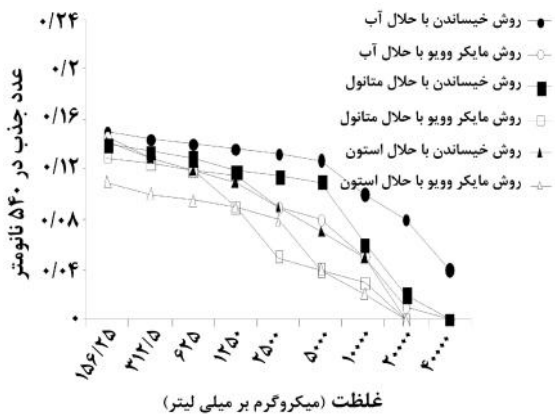 ۰/۲۴
۰/۲
۰/۱۶
۰/۱۲
۰/۰۸
۰/۰۴
۰
عدد جذب در ۵۴۰ نانومتر
روش خیساندن با حلال آب
روش مایکر وویو با حلال آب
روش خیساندن با حلال متانول
روش مایکر وویو با حلال متانول
روش خیساندن با حلال استون
روش مایکر وویو با حلال استون
۱۵۶/۲۵
۳۱۲/۵
۶۲۵
۱۲۵۰
۲۵۰۰
۵۰۰۰
۱۰۰۰۰
۲۰۰۰۰
۴۰۰۰۰
غلظت (میکروگرم بر میلی لیتر)